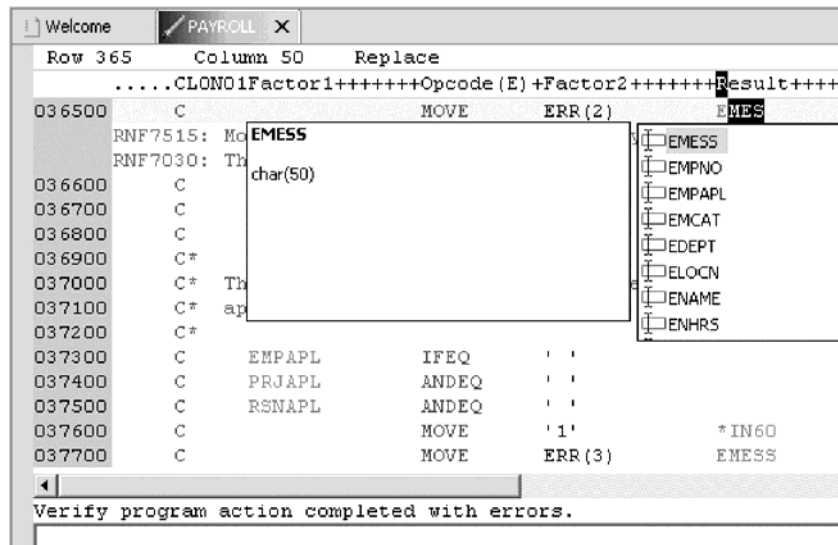 Welcome PAYROLL
Row 365 Column 50 Replace
.....CL0N01Factor1+++++++Opcode(E)+Factor2+++++++Result++++
036500 C MOVE ERR(2) EMES
RNF7515: Mo
RNF7030: Th
EMESS
char(50)
EMESS
EMPNO
EMPAPL
EMCAT
EDEPT
ELOCN
ENAME
ENHRS
036600 C
036700 C
036800 C
036900 C*
037000 C* Th
037100 C* ap
037200 C*
037300 C EMPAPL IFEQ ' '
037400 C PRJAPL ANDEQ ' '
037500 C RSNAPL ANDEQ ' '
037600 C MOVE '1' *IN60
037700 C MOVE ERR(3) EMESS
Verify program action completed with errors.